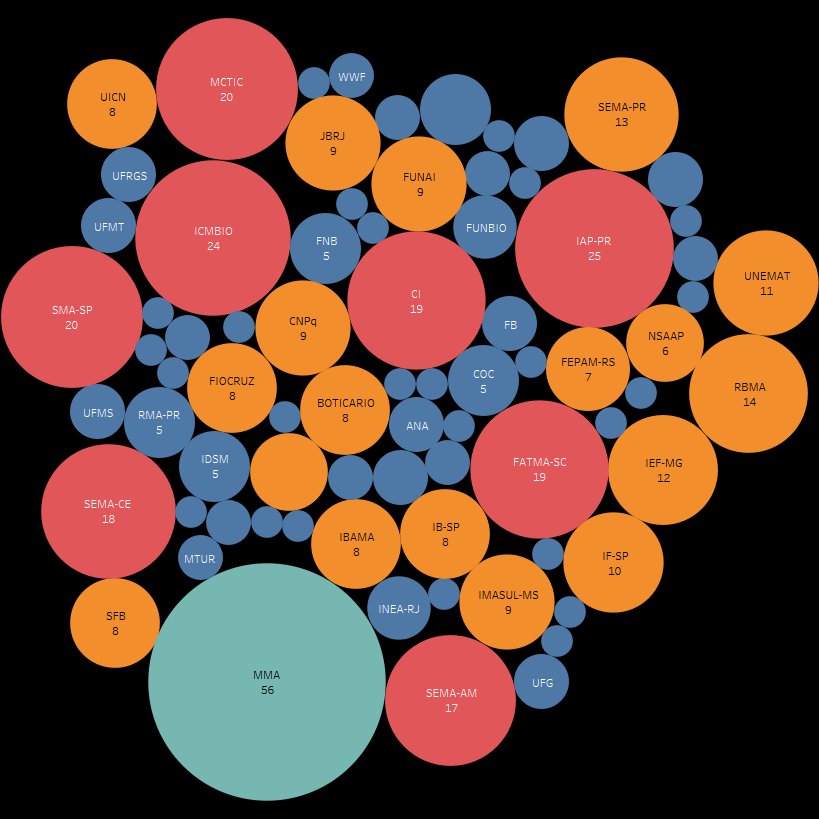 WWF
MCTIC
20
UICN
8
SEMA-PR
13
JBRJ
9
UFRGS
FUNAI
9
UFMT
FUNBIO
ICMBIO
24
FNB
5
IAP-PR
25
UNEMAT
11
CI
19
SMA-SP
20
CNPq
9
FB
NSAAP
6
FEPAM-RS
7
COC
5
FIOCRUZ
8
RBMA
14
BOTICARIO
8
UFMS
RMA-PR
5
ANA
IDSM
5
FATMA-SC
19
IEF-MG
12
SEMA-CE
18
IB-SP
8
IBAMA
8
MTUR
IF-SP
10
IMASUL-MS
9
INEA-RJ
SFB
8
MMA
56
UFG
SEMA-AM
17